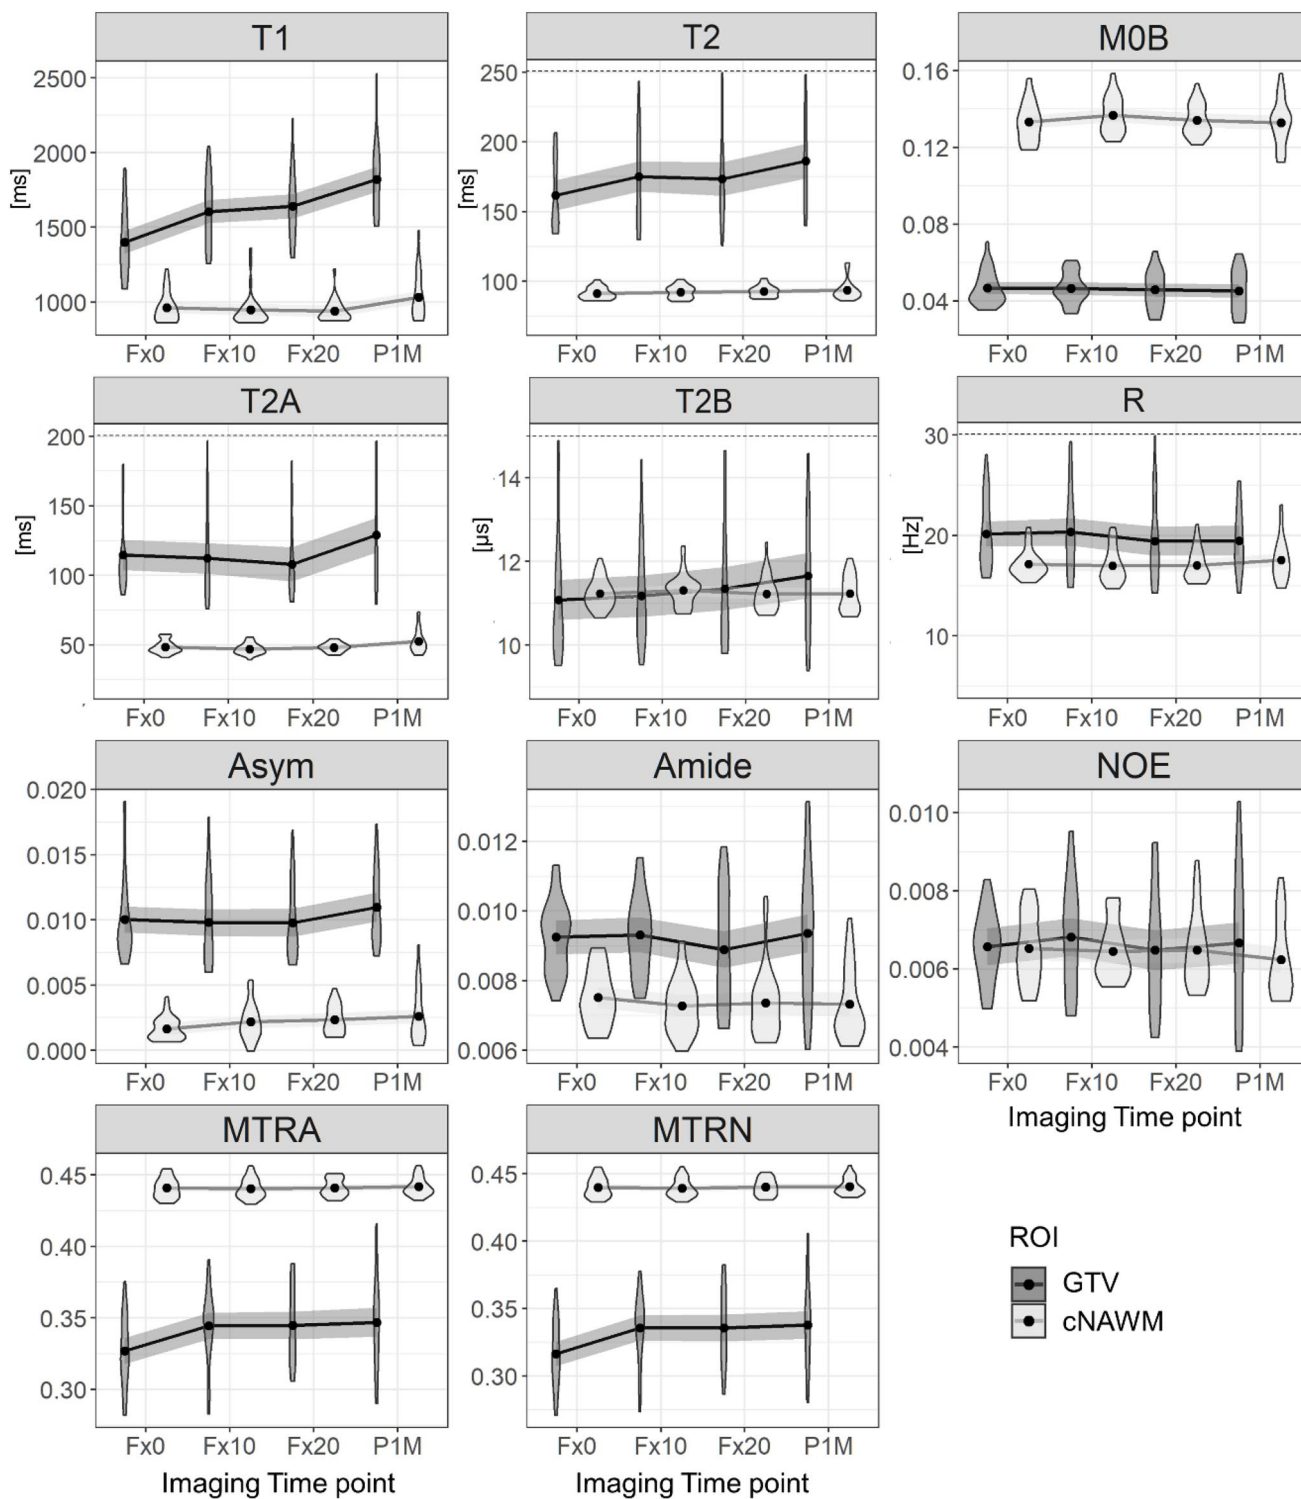 T1
T2
M0B
2500
2000
1500
1000
[ms]
250
200
150
100
[ms]
0.16
0.12
0.08
0.04
Fx0 Fx10 Fx20 P1M
Fx0 Fx10 Fx20 P1M
Fx0 Fx10 Fx20 P1M
T2A
T2B
R
200
150
100
50
[ms]
14
12
10
[µs]
30
20
10
[Hz]
Fx0 Fx10 Fx20 P1M
Fx0 Fx10 Fx20 P1M
Fx0 Fx10 Fx20 P1M
Asym
Amide
NOE
0.020
0.015
0.010
0.005
0.000
0.012
0.010
0.008
0.006
0.010
0.008
0.006
0.004
Fx0 Fx10 Fx20 P1M
Fx0 Fx10 Fx20 P1M
Fx0 Fx10 Fx20 P1M
Imaging Time point
MTRA
MTRN
0.45
0.40
0.35
0.30
0.45
0.40
0.35
0.30
Fx0 Fx10 Fx20 P1M
Fx0 Fx10 Fx20 P1M
Imaging Time point
Imaging Time point
ROI
GTV
cNAWM